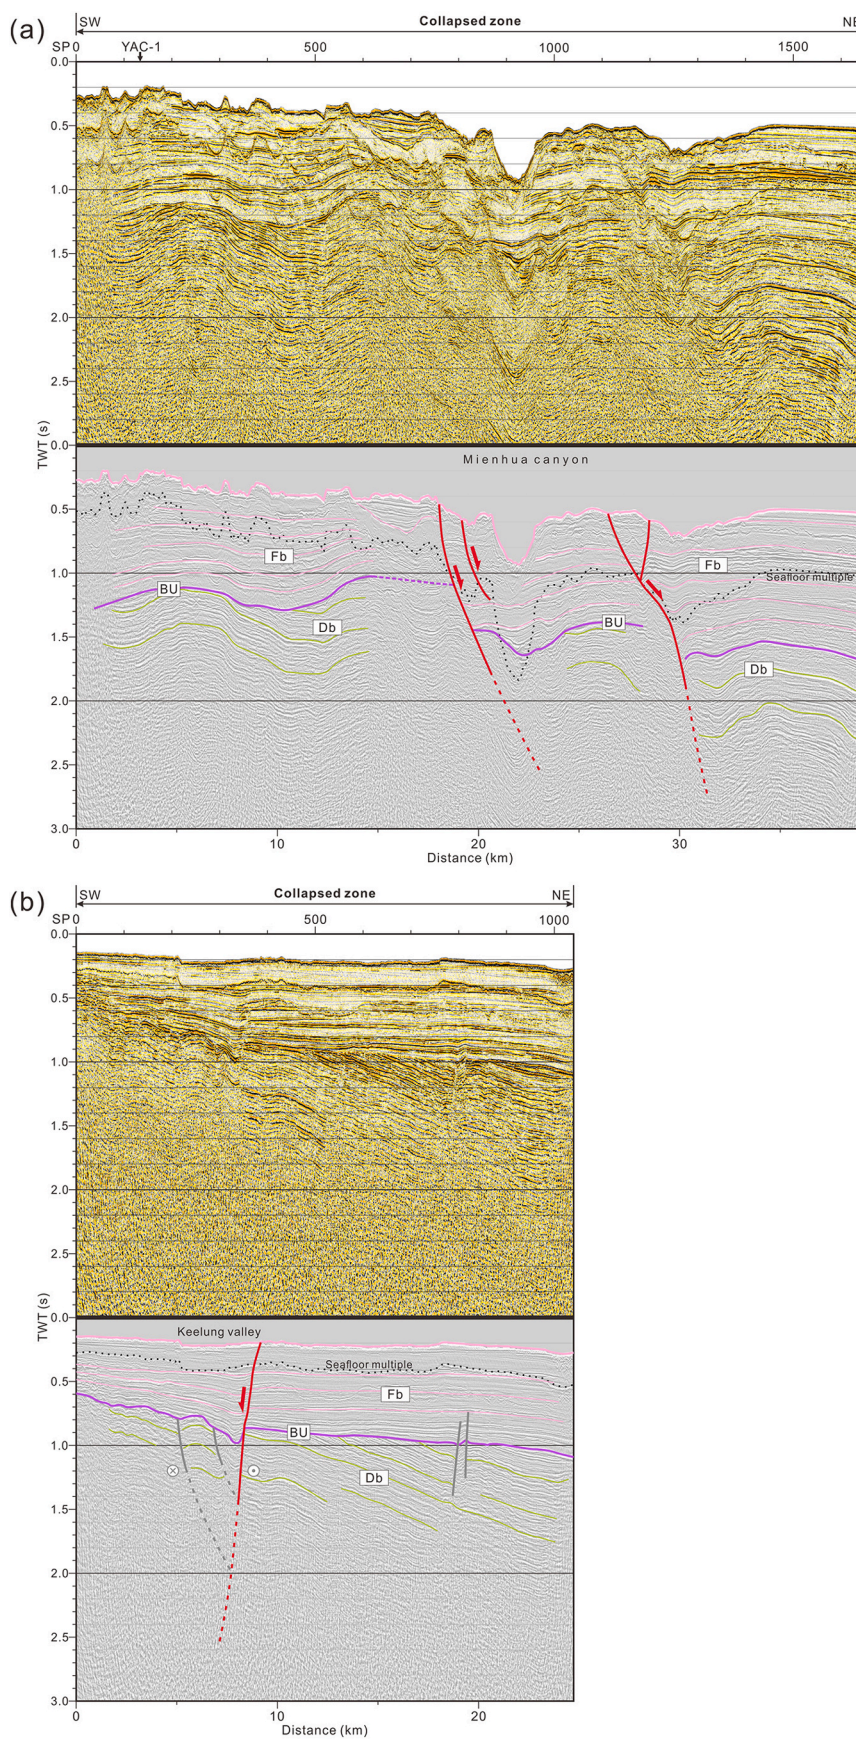 (a)
SW Collapsed zone NE
SP 0 YAC-1 500 1000 1500
0.0
0.5
1.0
1.5
2.0
2.5
TWT (s)
0.0
Mienhua canyon
0.5
Fb Fb
1.0
Seafloor multiple
BU
Db BU
1.5
Db
2.0
2.5
3.0
0 10 20 30
Distance (km)
(b)
SW Collapsed zone NE
SP 0 500 1000
0.0
0.5
1.0
1.5
2.0
2.5
TWT (s)
0.0
Keelung valley
Seafloor multiple
0.5
Fb
BU
1.0
Db
1.5
2.0
2.5
3.0
0 10 20
Distance (km)